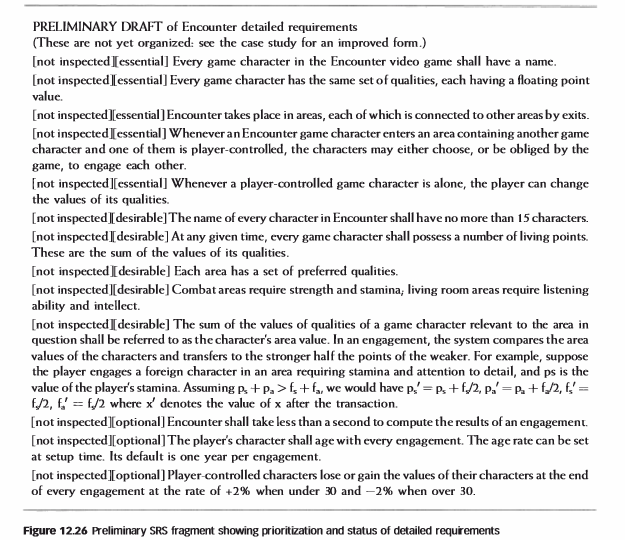 PRELIMINARY DRAFT of Encounter detailed requirements
(These are not yet organized: see the case study for an improved form.)
[not inspected][essential] Every game character in the Encounter video game shall have a name.
[not inspected][essential] Every game character has the same set of qualities, each having a floating point
value.
[not inspected][essential] Encounter takes place in areas, each of which is connected to other areas by exits.
[not inspected][essential] Whenever an Encounter game character enters an area containing another game
character and one of them is player-controlled, the characters may either choose, or be obliged by the
game, to engage each other.
[not inspected][essential] Whenever a player-controlled game character is alone, the player can change
the values of its qualities.
[not inspected][desirable] The name of every character in Encounter shall have no more than 15 characters.
[not inspected][desirable] At any given time, every game character shall possess a number of living points.
These are the sum of the values of its qualities.
[not inspected][desirable] Each area has a set of preferred qualities.
[not inspected][desirable] Combat areas require strength and stamina; living room areas require listening
ability and intellect.
[not inspected][desirable] The sum of the values of qualities of a game character relevant to the area in
question shall be referred to as the character's area value. In an engagement, the system compares the area
values of the characters and transfers to the stronger half the points of the weaker. For example, suppose
the player engages a foreign character in an area requiring stamina and attention to detail, and ps is the
value of the player's stamina. Assuming pₛ + pₐ > fₛ + fₐ, we would have pₛ′ = pₛ + fₛ/2, pₐ′ = pₐ + fₐ/2, fₛ′ =
fₛ/2, fₐ′ = fₛ/2 where x′ denotes the value of x after the transaction.
[not inspected][optional] Encounter shall take less than a second to compute the results of an engagement.
[not inspected][optional] The player's character shall age with every engagement. The age rate can be set
at setup time. Its default is one year per engagement.
[not inspected][optional] Player-controlled characters lose or gain the values of their characters at the end
of every engagement at the rate of +2% when under 30 and −2% when over 30.
Figure 12.26 Preliminary SRS fragment showing prioritization and status of detailed requirements